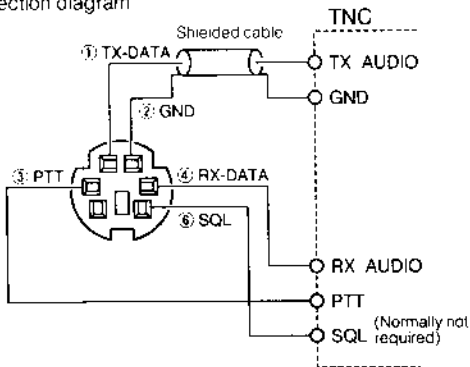 ection diagram
TNC
Shielded cable
① TX-DATA
TX AUDIO
② GND
GND
③ PTT
④ RX-DATA
⑥ SQL
RX AUDIO
PTT
SQL (Normally not required)